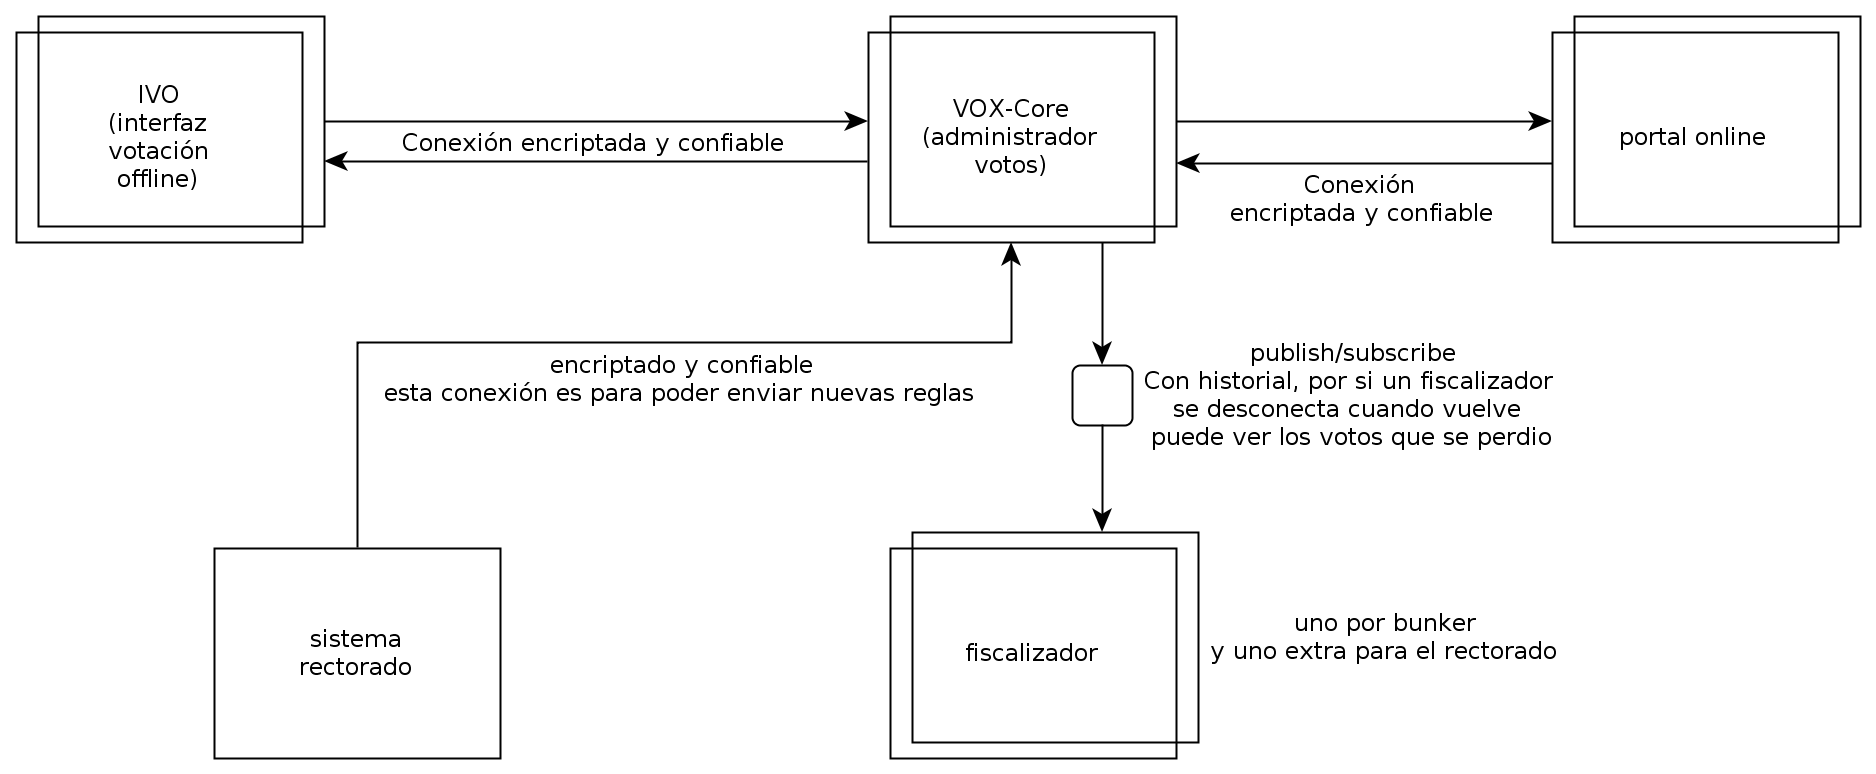 IVO
(interfaz
votación
offline)
Conexión encriptada y confiable
VOX-Core
(administrador
votos)
Conexión
encriptada y confiable
portal online
encriptado y confiable
esta conexión es para poder enviar nuevas reglas
publish/subscribe
Con historial, por si un fiscalizador
se desconecta cuando vuelve
puede ver los votos que se perdio
sistema
rectorado
fiscalizador
uno por bunker
y uno extra para el rectorado